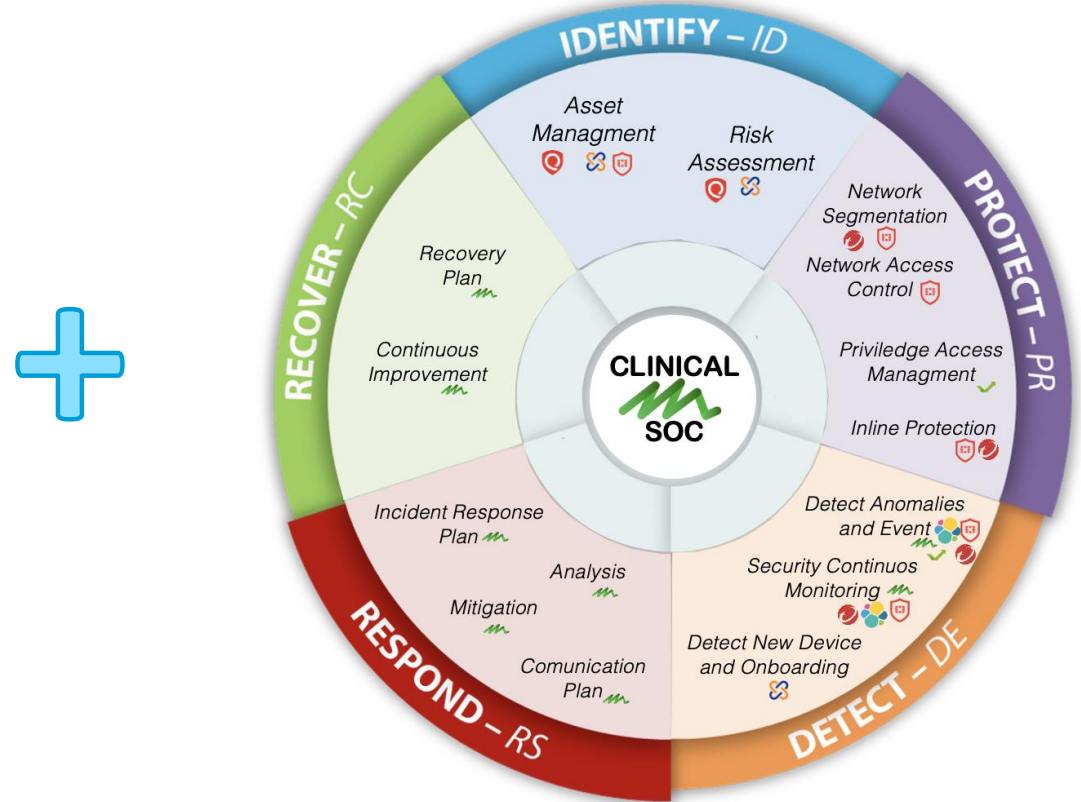 IDENTIFY – ID
Asset
Managment
Risk
Assessment
PROTECT – PR
Network
Segmentation
Network Access
Control
Priviledge Access
Managment
Inline Protection
DETECT – DE
Detect Anomalies
and Event
Security Continuos
Monitoring
Detect New Device
and Onboarding
RESPOND – RS
Incident Response
Plan
Analysis
Mitigation
Comunication
Plan
RECOVER – RC
Recovery
Plan
Continuous
Improvement
CLINICAL
SOC